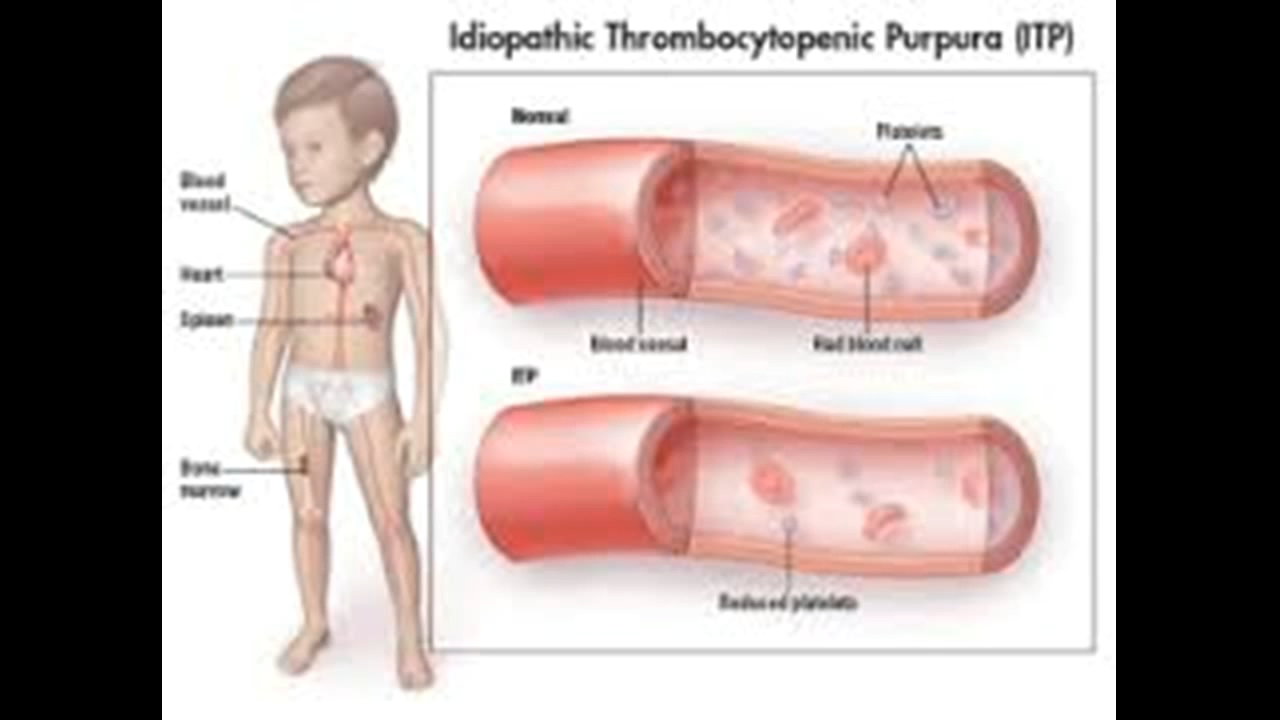 Idiopathic Thrombocytopenic Purpura (ITP)
Normal
Platelets
Blood
vessel
Heart
Spleen
Blood vessel
Red blood cell
ITP
Bone
marrow
Reduced platelets